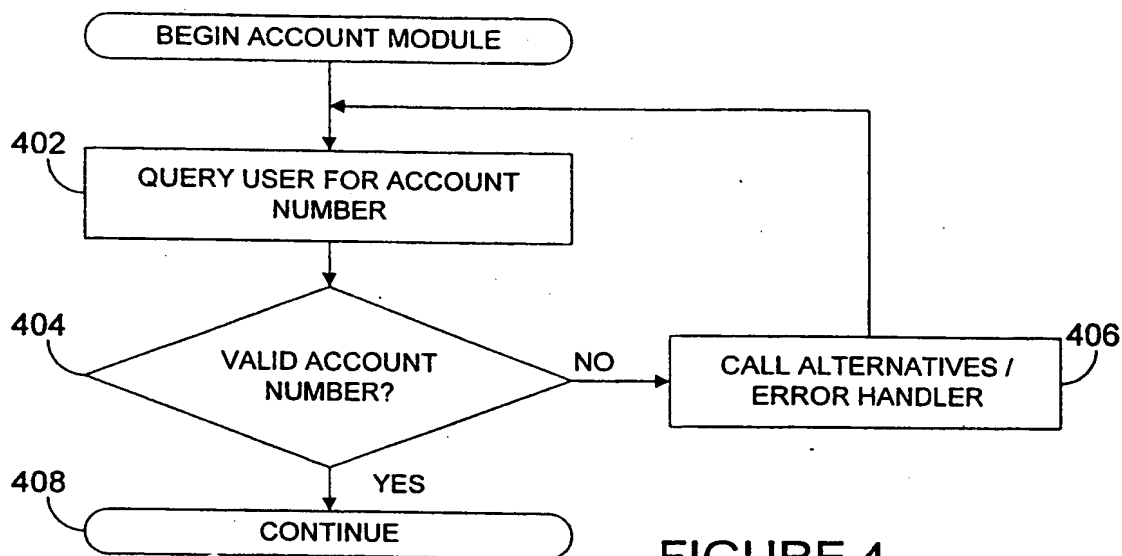 BEGIN ACCOUNT MODULE
402
QUERY USER FOR ACCOUNT
NUMBER
404
VALID ACCOUNT
NUMBER?
NO
CALL ALTERNATIVES /
ERROR HANDLER
406
YES
408
CONTINUE
FIGURE 4